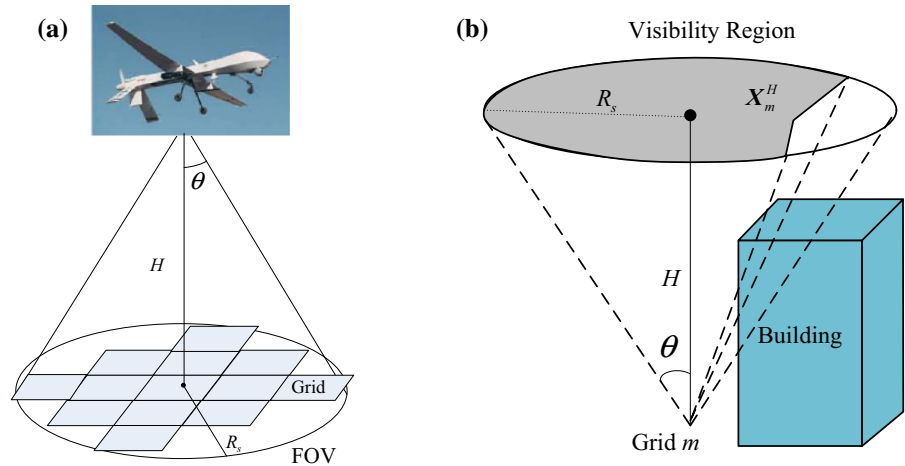 (a)
θ
H
Grid
R_s
FOV
(b)
Visibility Region
R_s
X_m^H
H
θ
Building
Grid m